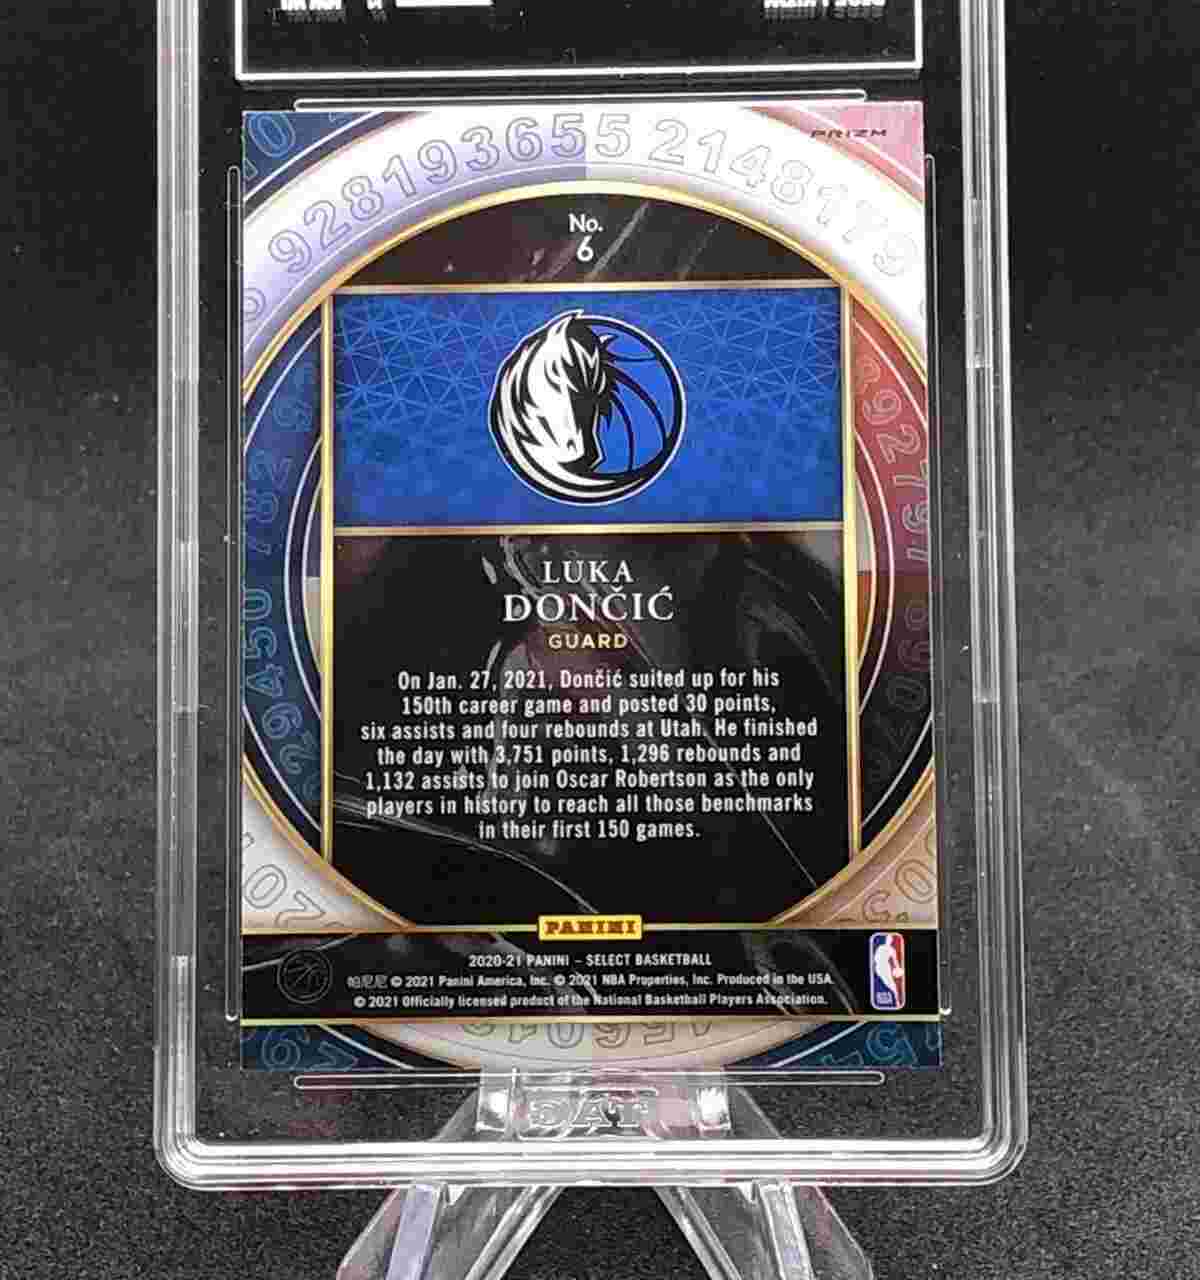 PRIZM
928193655 21481779
No.
6
LUKA
DONČIĆ
GUARD
On Jan. 27, 2021, Dončić suited up for his
150th career game and posted 30 points,
six assists and four rebounds at Utah. He finished
the day with 3,751 points, 1,296 rebounds and
1,132 assists to join Oscar Robertson as the only
players in history to reach all those benchmarks
in their first 150 games.
PANINI
2020-21 PANINI – SELECT BASKETBALL
帕尼尼 © 2021 Panini America, Inc. © 2021 NBA Properties, Inc. Produced in the USA.
© 2021 Officially licensed product of the National Basketball Players Association.
NBA